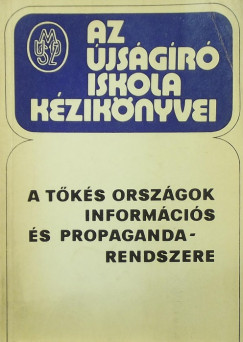 AZ
ÚJSÁGÍRÓ
ISKOLA
KÉZIKÖNYVEI
A TŐKÉS ORSZÁGOK
INFORMÁCIÓS
ÉS PROPAGANDA-
RENDSZERE